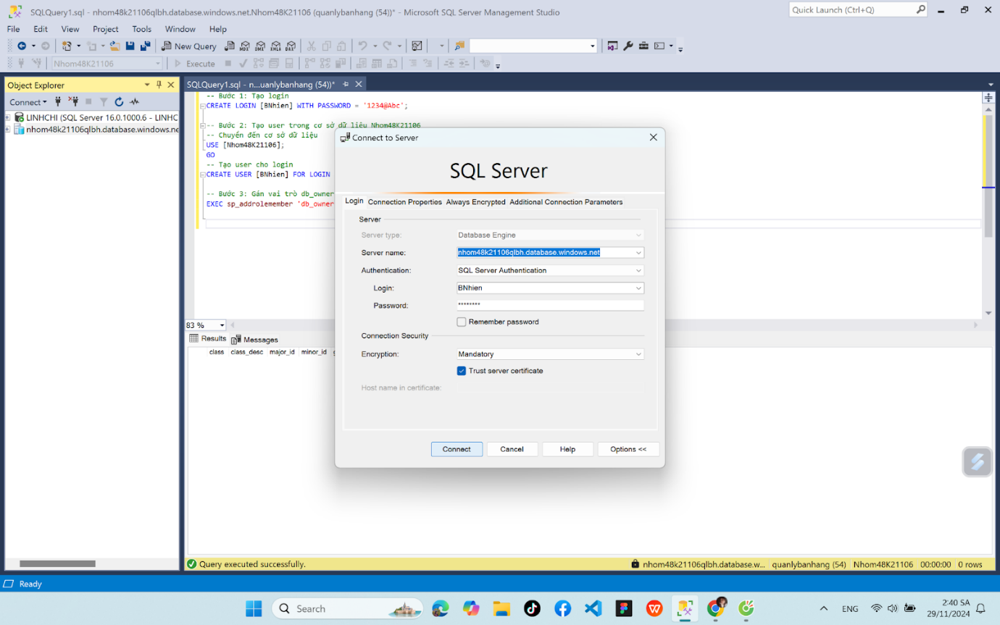 SQLQuery1.sql - nhom48k21106qlbh.database.windows.net.Nhom48K21106 (quanlybanhang (54))* - Microsoft SQL Server Management Studio
Quick Launch (Ctrl+Q)
File Edit View Project Tools Window Help
New Query
MDX DMX XMLA DAX
Nhom48K21106
Execute
Object Explorer
Connect
LINHCHI (SQL Server 16.0.1000.6 - LINHC
nhom48k21106qlbh.database.windows.ne
SQLQuery1.sql - n...uanlybanhang (54))*
-- Bước 1: Tạo login
CREATE LOGIN [BNhien] WITH PASSWORD = '1234@Abc';
-- Bước 2: Tạo user trong cơ sở dữ liệu Nhom48K21106
-- Chuyển đến cơ sở dữ liệu
USE [Nhom48K21106];
GO
-- Tạo user cho login
CREATE USER [BNhien] FOR LOGIN
-- Bước 3: Gán vai trò db_owner
EXEC sp_addrolemember 'db_owner
83 %
Results Messages
class class_desc major_id minor_id
Connect to Server
SQL Server
Login Connection Properties Always Encrypted Additional Connection Parameters
Server
Server type: Database Engine
Server name: nhom48k21106qlbh.database.windows.net
Authentication: SQL Server Authentication
Login: BNhien
Password: ********
Remember password
Connection Security
Encryption: Mandatory
Trust server certificate
Host name in certificate:
Connect Cancel Help Options <<
Query executed successfully.
nhom48k21106qlbh.database.w... quanlybanhang (54) Nhom48K21106 00:00:00 0 rows
Ready
Search
ENG
2:40 SA
29/11/2024